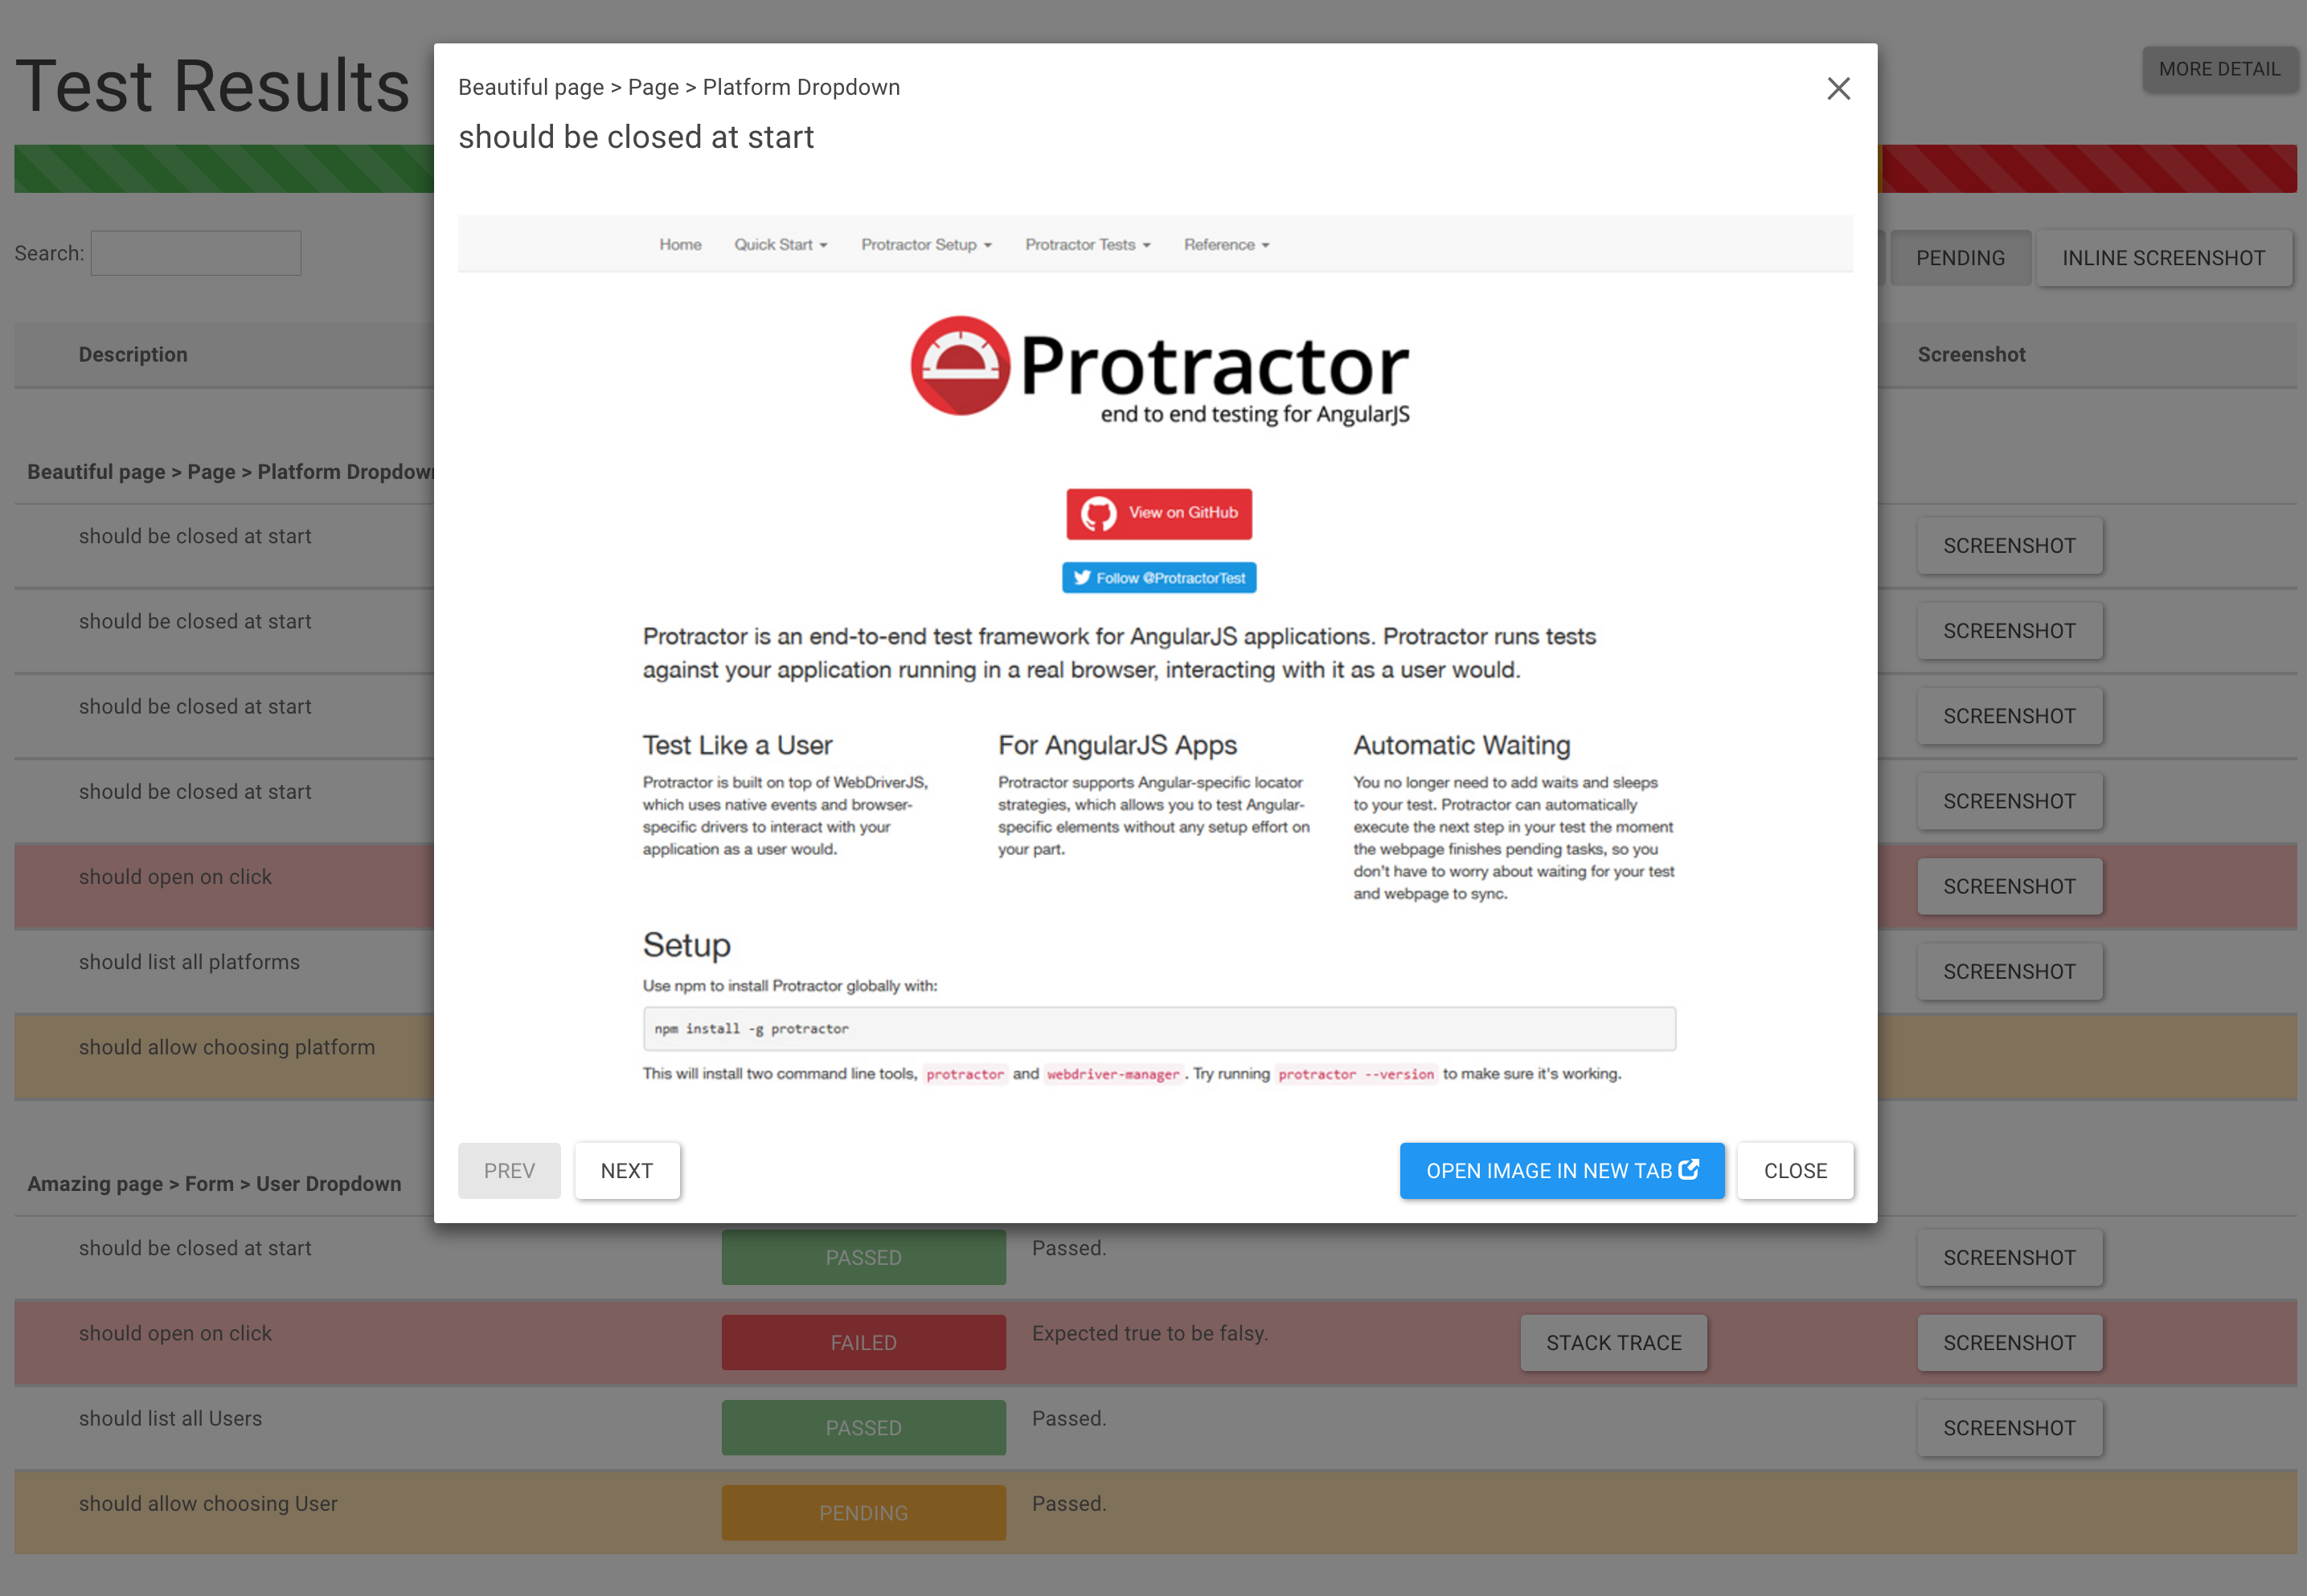 Test Results
MORE DETAIL
Search:
PENDING
INLINE SCREENSHOT
Description
Screenshot
Beautiful page > Page > Platform Dropdown
should be closed at start
SCREENSHOT
should be closed at start
SCREENSHOT
should be closed at start
SCREENSHOT
should be closed at start
SCREENSHOT
should open on click
SCREENSHOT
should list all platforms
SCREENSHOT
should allow choosing platform
Beautiful page > Page > Platform Dropdown
should be closed at start
Home Quick Start Protractor Setup Protractor Tests Reference
Protractor
end to end testing for AngularJS
View on GitHub
Follow @ProtractorTest
Protractor is an end-to-end test framework for AngularJS applications. Protractor runs tests
against your application running in a real browser, interacting with it as a user would.
Test Like a User
Protractor is built on top of WebDriverJS,
which uses native events and browser-
specific drivers to interact with your
application as a user would.
For AngularJS Apps
Protractor supports Angular-specific locator
strategies, which allows you to test Angular-
specific elements without any setup effort on
your part.
Automatic Waiting
You no longer need to add waits and sleeps
to your test. Protractor can automatically
execute the next step in your test the moment
the webpage finishes pending tasks, so you
don't have to worry about waiting for your test
and webpage to sync.
Setup
Use npm to install Protractor globally with:
npm install -g protractor
This will install two command line tools, protractor and webdriver-manager. Try running protractor --version to make sure it's working.
PREV
NEXT
OPEN IMAGE IN NEW TAB
CLOSE
Amazing page > Form > User Dropdown
should be closed at start PASSED Passed. SCREENSHOT
should open on click FAILED Expected true to be falsy. STACK TRACE SCREENSHOT
should list all Users PASSED Passed. SCREENSHOT
should allow choosing User PENDING Passed.